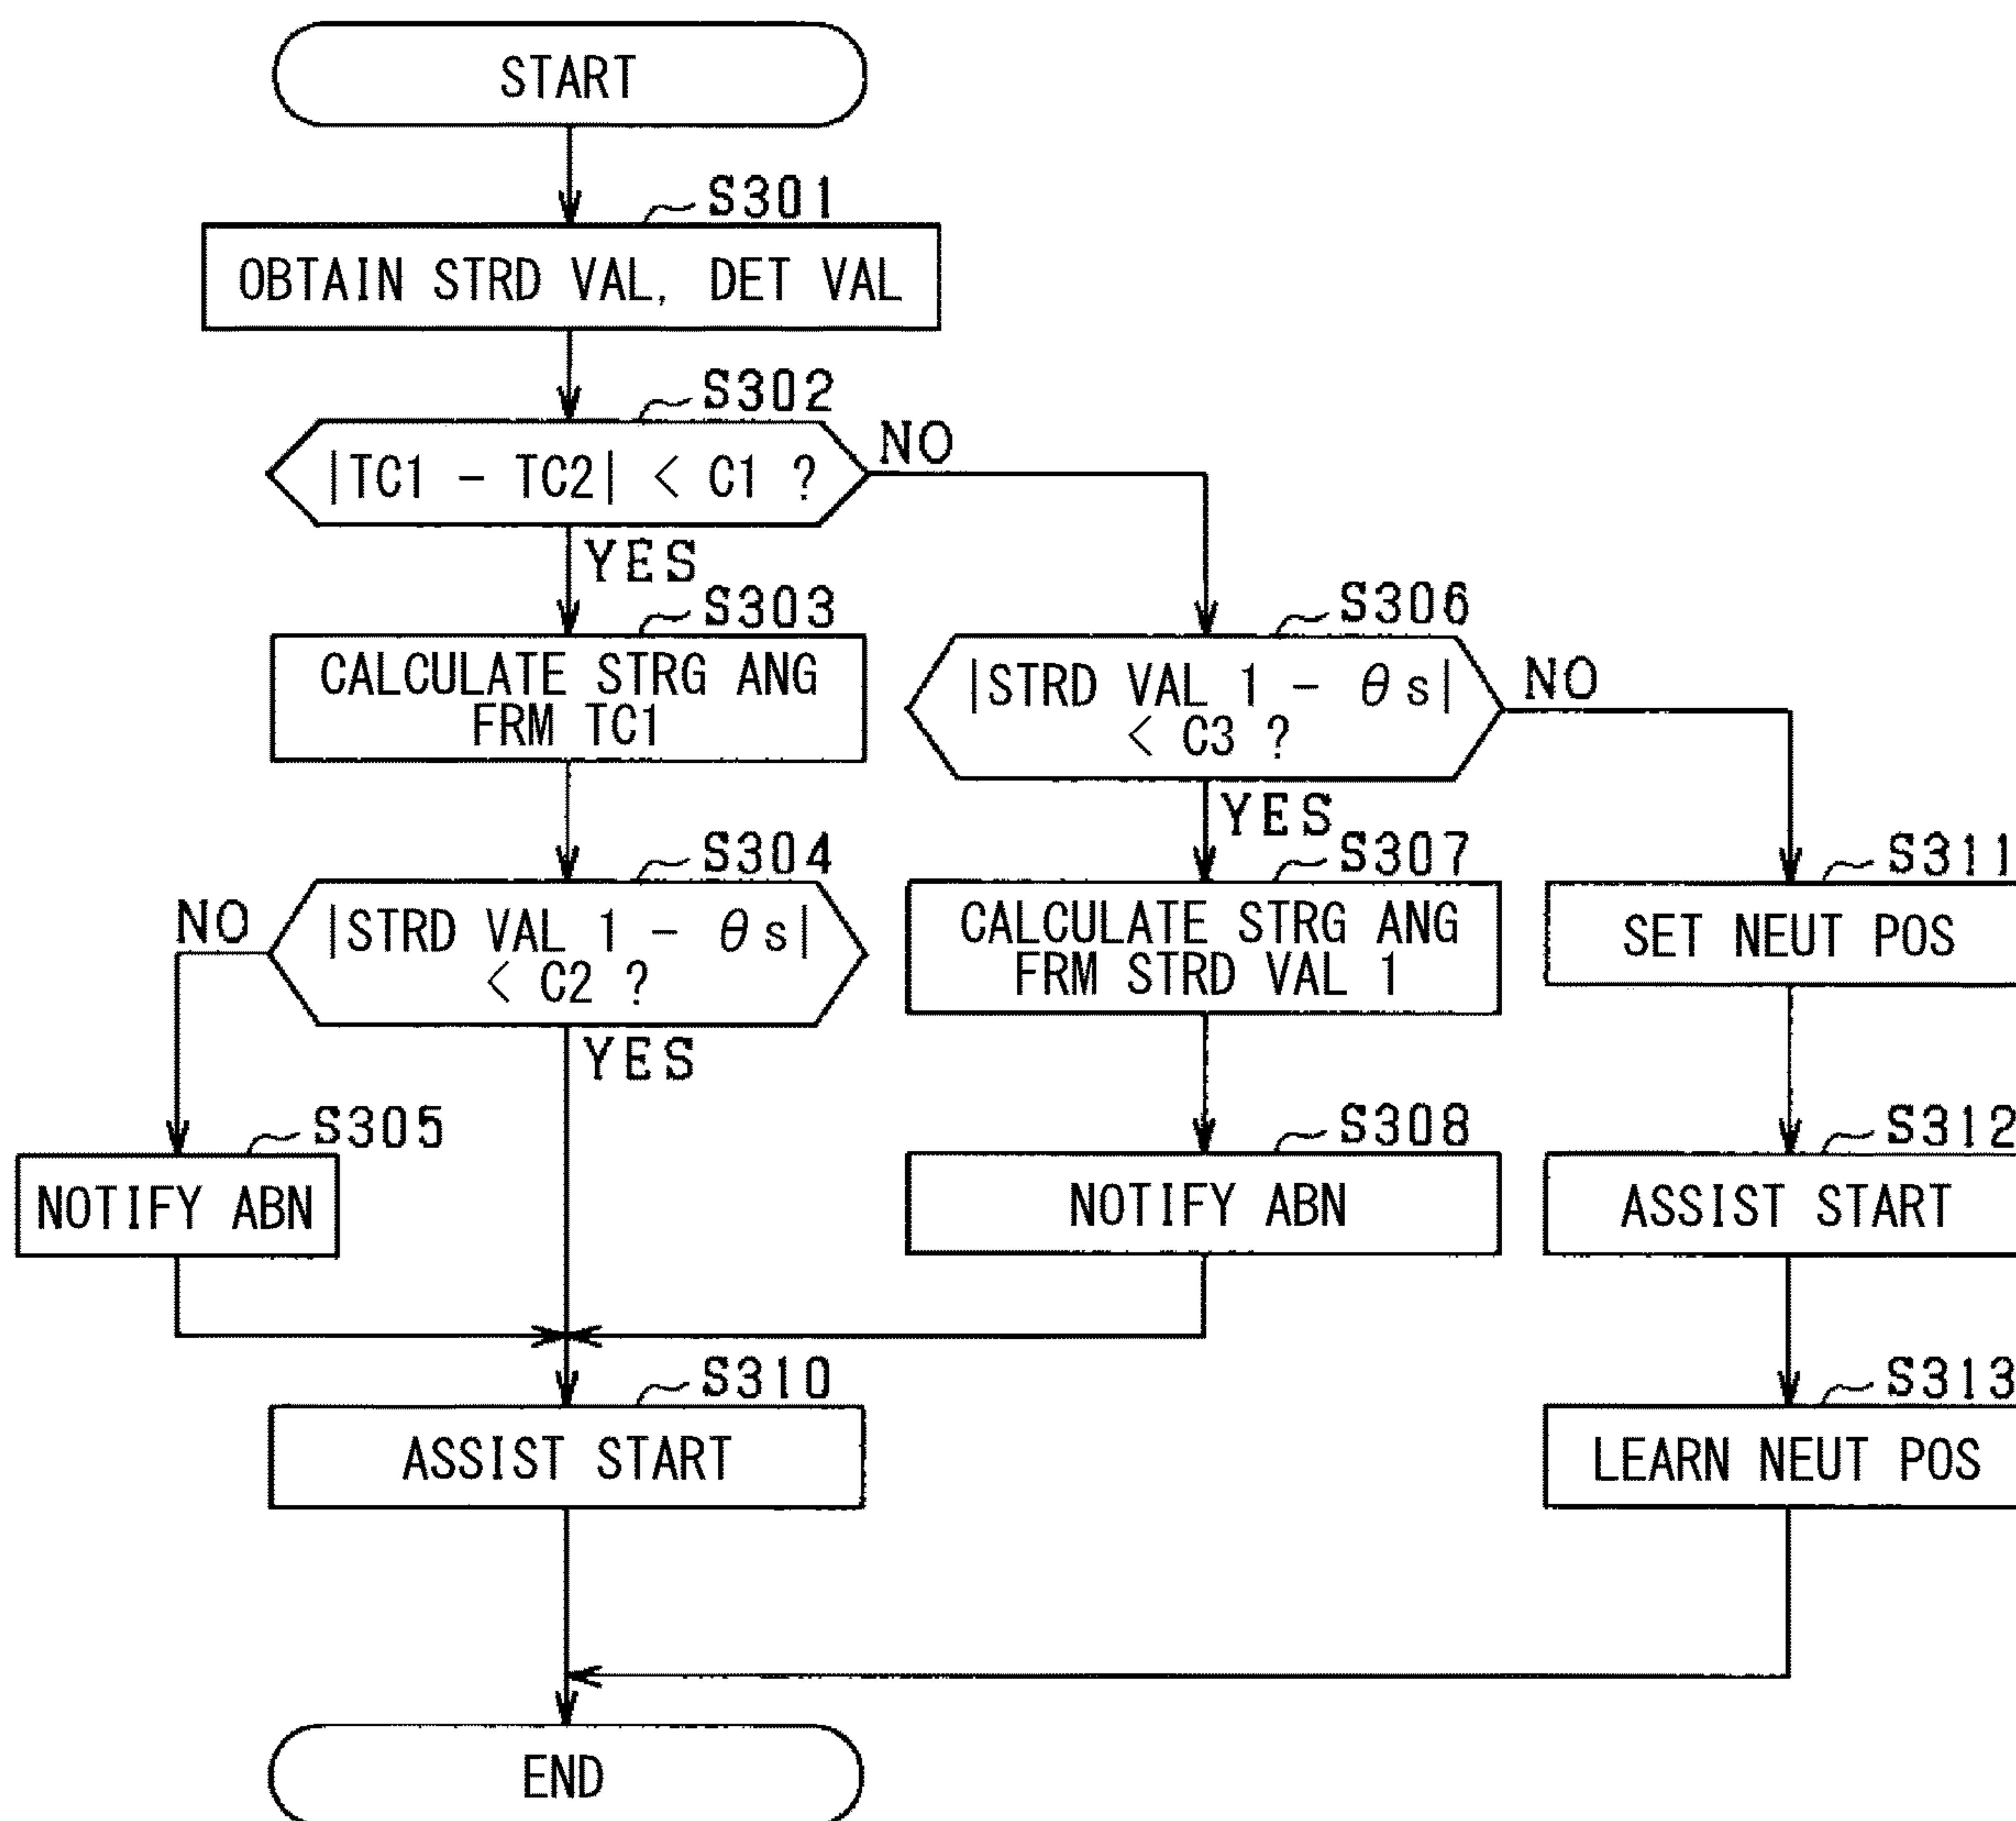 START
S301
OBTAIN STRD VAL, DET VAL
S302
|TC1 - TC2| < C1 ?
NO
YES
S303
CALCULATE STRG ANG
FRM TC1
S306
|STRD VAL 1 - θs|
< C3 ?
NO
YES
S304
|STRD VAL 1 - θs|
< C2 ?
NO
YES
S307
CALCULATE STRG ANG
FRM STRD VAL 1
S311
SET NEUT POS
S305
NOTIFY ABN
S308
NOTIFY ABN
S312
ASSIST START
S310
ASSIST START
S313
LEARN NEUT POS
END